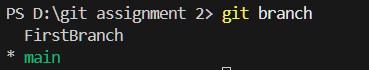 PS D:\git assignment 2> git branch
  FirstBranch
* main